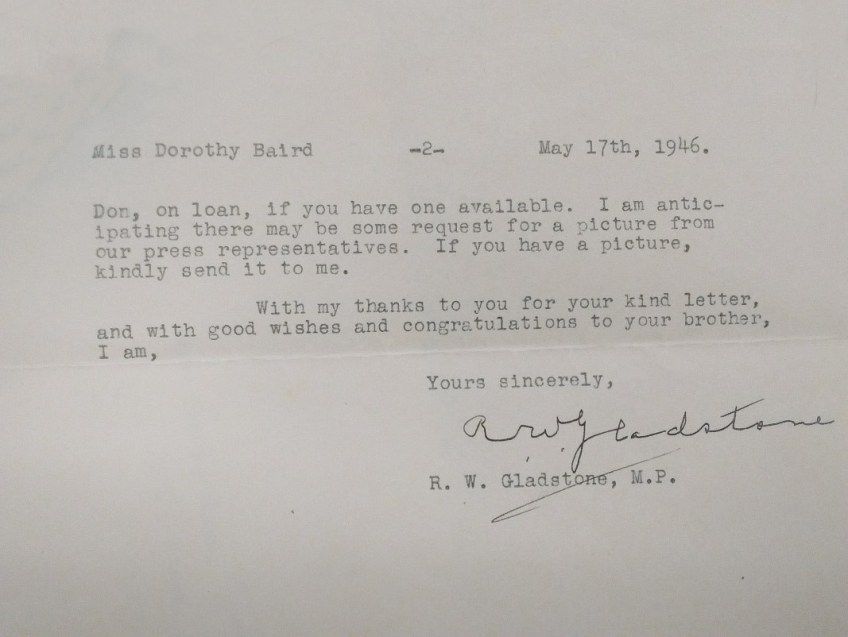 Miss Dorothy Baird -2- May 17th, 1946.
Don, on loan, if you have one available. I am antic-
ipating there may be some request for a picture from
our press representatives. If you have a picture,
kindly send it to me.
With my thanks to you for your kind letter,
and with good wishes and congratulations to your brother,
I am,
Yours sincerely,
R W Gladstone
R. W. Gladstone, M.P.